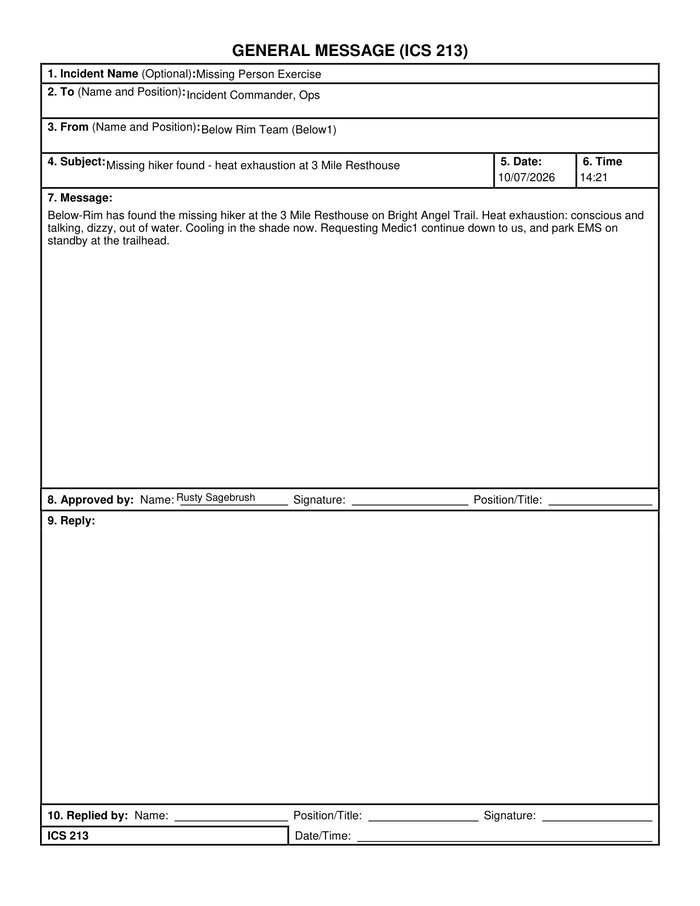 GENERAL MESSAGE (ICS 213)
1. Incident Name (Optional): Missing Person Exercise
2. To (Name and Position): Incident Commander, Ops
3. From (Name and Position): Below Rim Team (Below1)
4. Subject: Missing hiker found - heat exhaustion at 3 Mile Resthouse
5. Date:
10/07/2026
6. Time
14:21
7. Message:
Below-Rim has found the missing hiker at the 3 Mile Resthouse on Bright Angel Trail. Heat exhaustion: conscious and
talking, dizzy, out of water. Cooling in the shade now. Requesting Medic1 continue down to us, and park EMS on
standby at the trailhead.
8. Approved by: Name: Rusty Sagebrush Signature: Position/Title:
9. Reply:
10. Replied by: Name: Position/Title: Signature:
ICS 213 Date/Time: